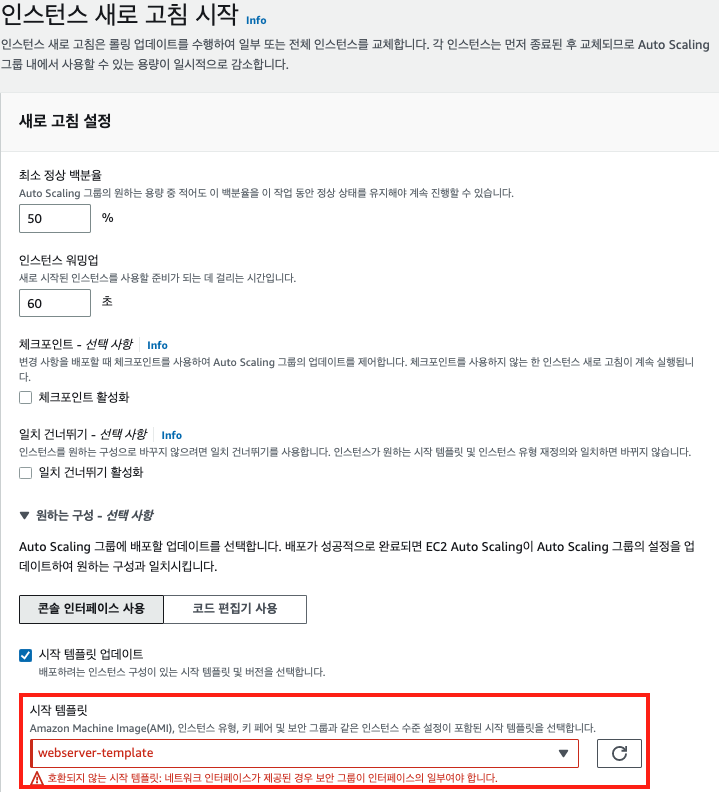 인스턴스 새로 고침 시작 Info
인스턴스 새로 고침은 롤링 업데이트를 수행하여 일부 또는 전체 인스턴스를 교체합니다. 각 인스턴스는 먼저 종료된 후 교체되므로 Auto Scaling
그룹 내에서 사용할 수 있는 용량이 일시적으로 감소합니다.
새로 고침 설정
최소 정상 백분율
Auto Scaling 그룹의 원하는 용량 중 적어도 이 백분율을 이 작업 동안 정상 상태를 유지해야 계속 진행할 수 있습니다.
50 %
인스턴스 워밍업
새로 시작된 인스턴스를 사용할 준비가 되는 데 걸리는 시간입니다.
60 초
체크포인트 - 선택 사항 Info
변경 사항을 배포할 때 체크포인트를 사용하여 Auto Scaling 그룹의 업데이트를 제어합니다. 체크포인트를 사용하지 않는 한 인스턴스 새로 고침이 계속 실행됩니
다.
체크포인트 활성화
일치 건너뛰기 - 선택 사항 Info
인스턴스를 원하는 구성으로 바꾸지 않으려면 일치 건너뛰기를 사용합니다. 인스턴스가 원하는 시작 템플릿 및 인스턴스 유형 재정의와 일치하면 바뀌지 않습니다.
일치 건너뛰기 활성화
▼ 원하는 구성 - 선택 사항
Auto Scaling 그룹에 배포할 업데이트를 선택합니다. 배포가 성공적으로 완료되면 EC2 Auto Scaling이 Auto Scaling 그룹의 설정을 업
데이트하여 원하는 구성과 일치시킵니다.
콘솔 인터페이스 사용 코드 편집기 사용
시작 템플릿 업데이트
배포하려는 인스턴스 구성이 있는 시작 템플릿 및 버전을 선택합니다.
시작 템플릿
Amazon Machine Image(AMI), 인스턴스 유형, 키 페어 및 보안 그룹과 같은 인스턴스 수준 설정이 포함된 시작 템플릿을 선택합니다.
webserver-template
호환되지 않는 시작 템플릿: 네트워크 인터페이스가 제공된 경우 보안 그룹이 인터페이스의 일부여야 합니다.